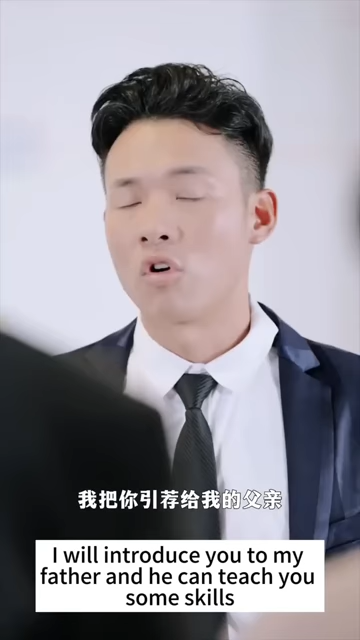 我把你引荐给我的父亲
I will introduce you to my
father and he can teach you
some skills